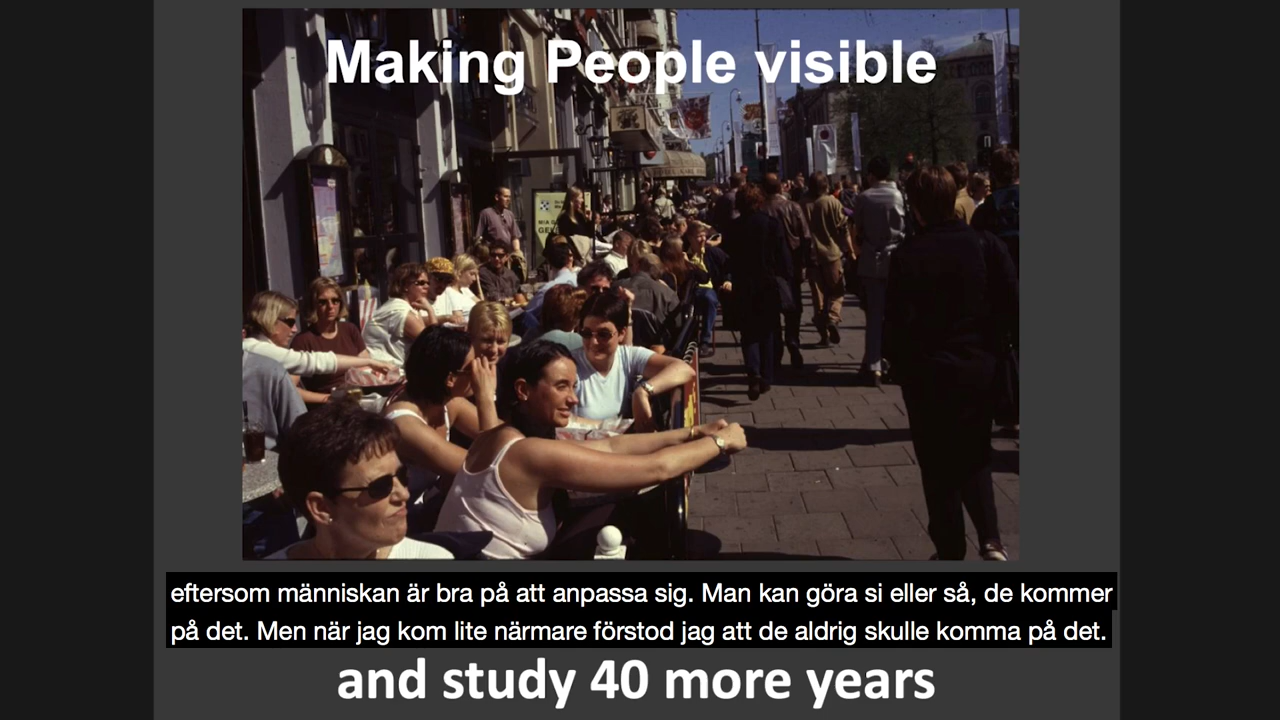 Making People visible
eftersom människan är bra på att anpassa sig. Man kan göra si eller så, de kommer
på det. Men när jag kom lite närmare förstod jag att de aldrig skulle komma på det.
and study 40 more years